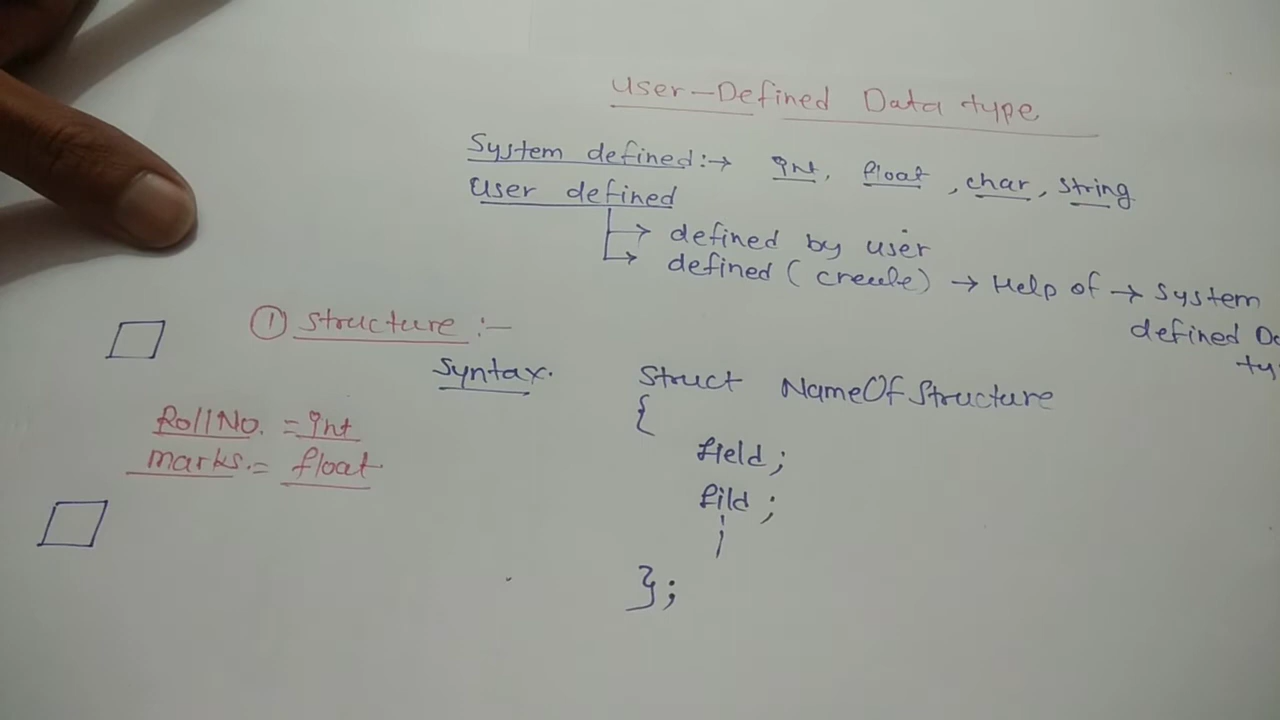 User-Defined Data type
System defined:→ int, float, char, string
User defined
→ defined by user
→ defined (create) → Help of → System
defined
① Structure :-
Syntax. Struct NameOfStructure
{
RollNo. = int
field;
marks. = float
fild;
};